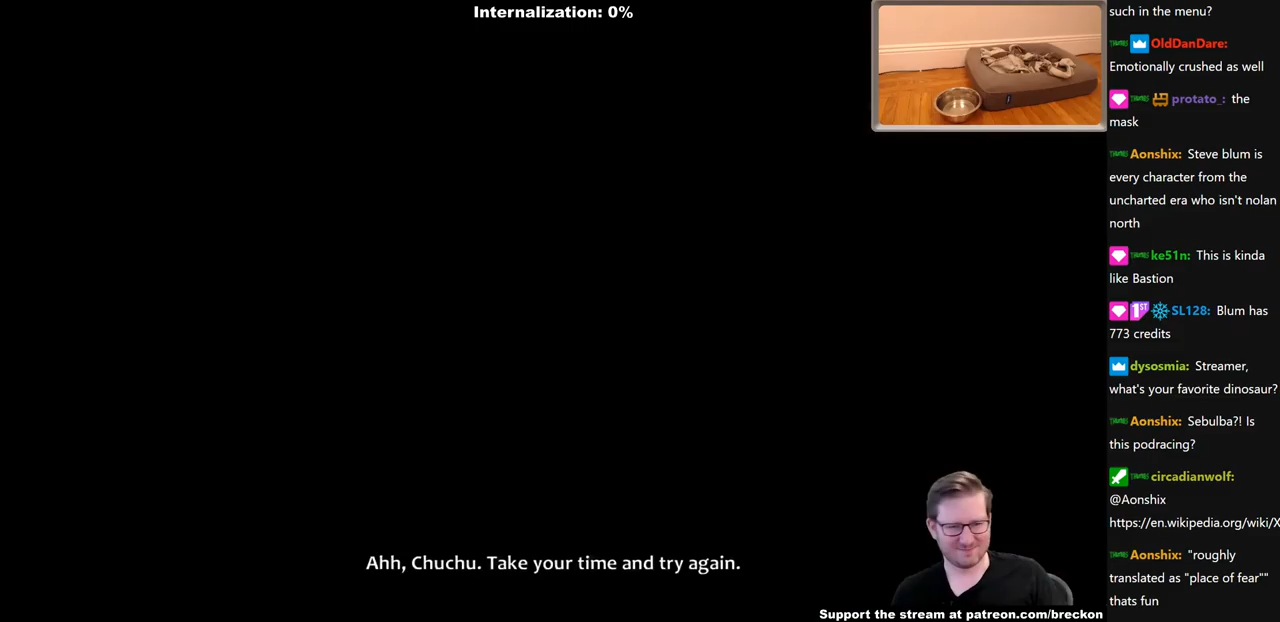 Internalization: 0%
such in the menu?
OldDanDare:
Emotionally crushed as well
protato_: the
mask
Aonshix: Steve blum is
every character from the
uncharted era who isn't nolan
north
ke51n: This is kinda
like Bastion
SL128: Blum has
773 credits
dysosmia: Streamer,
what's your favorite dinosaur?
Aonshix: Sebulba?! Is
this podracing?
circadianwolf:
@Aonshix
https://en.wikipedia.org/wiki/X
Aonshix: "roughly
translated as "place of fear""
thats fun
Ahh, Chuchu. Take your time and try again.
Support the stream at patreon.com/breckon